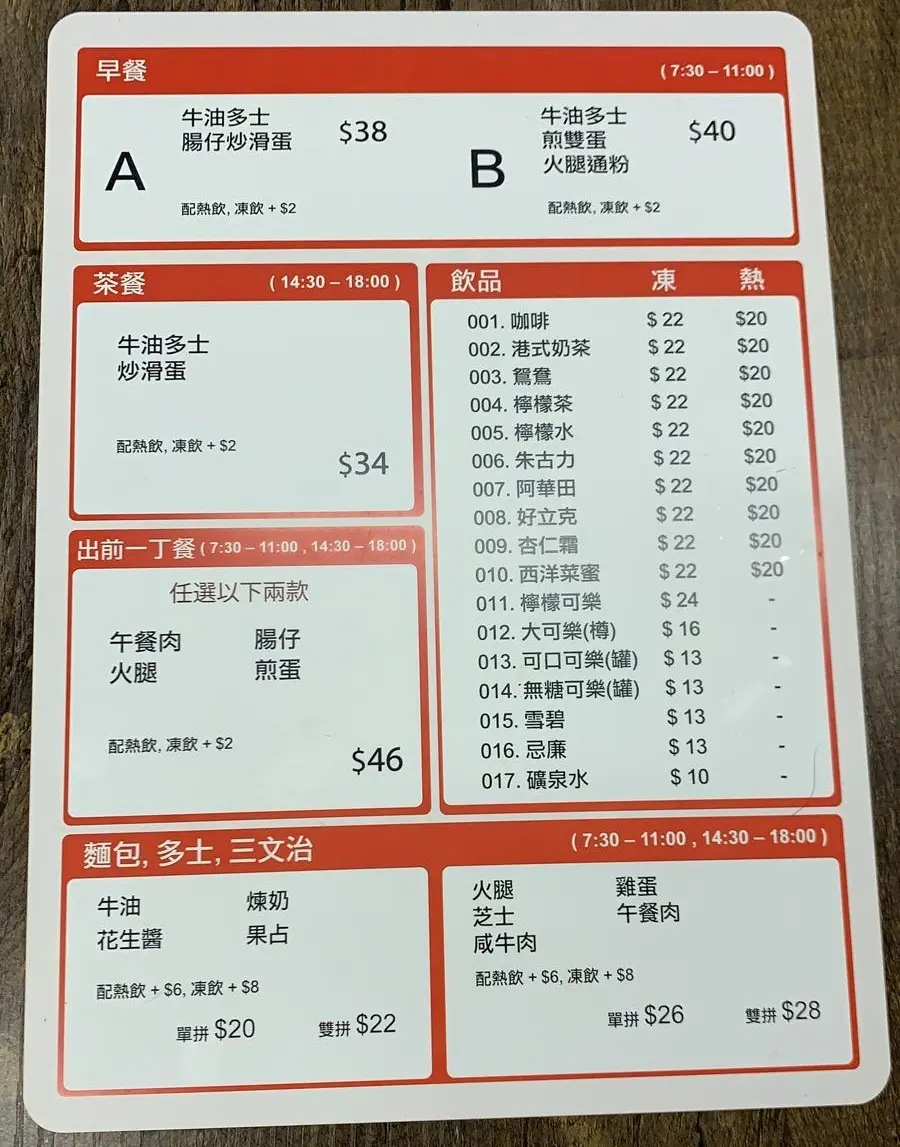 早餐 ( 7:30 – 11:00 )
A
牛油多士 $38
腸仔炒滑蛋
配熱飲, 凍飲 + $2
B
牛油多士 $40
煎雙蛋
火腿通粉
配熱飲, 凍飲 + $2
茶餐 ( 14:30 – 18:00 )
牛油多士
炒滑蛋
配熱飲, 凍飲 + $2
$34
出前一丁餐 ( 7:30 – 11:00 , 14:30 – 18:00 )
任選以下兩款
午餐肉 腸仔
火腿 煎蛋
配熱飲, 凍飲 + $2
$46
飲品 凍 熱
001. 咖啡 $ 22 $20
002. 港式奶茶 $ 22 $20
003. 鴛鴦 $ 22 $20
004. 檸檬茶 $ 22 $20
005. 檸檬水 $ 22 $20
006. 朱古力 $ 22 $20
007. 阿華田 $ 22 $20
008. 好立克 $ 22 $20
009. 杏仁霜 $ 22 $20
010. 西洋菜蜜 $ 22 $20
011. 檸檬可樂 $ 24 -
012. 大可樂(樽) $ 16 -
013. 可口可樂(罐) $ 13 -
014. 無糖可樂(罐) $ 13 -
015. 雪碧 $ 13 -
016. 忌廉 $ 13 -
017. 礦泉水 $ 10 -
麵包, 多士, 三文治 ( 7:30 – 11:00 , 14:30 – 18:00 )
牛油 煉奶
花生醬 果占
配熱飲 + $6, 凍飲 + $8
單拼 $20 雙拼 $22
火腿 雞蛋
芝士 午餐肉
咸牛肉
配熱飲 + $6, 凍飲 + $8
單拼 $26 雙拼 $28